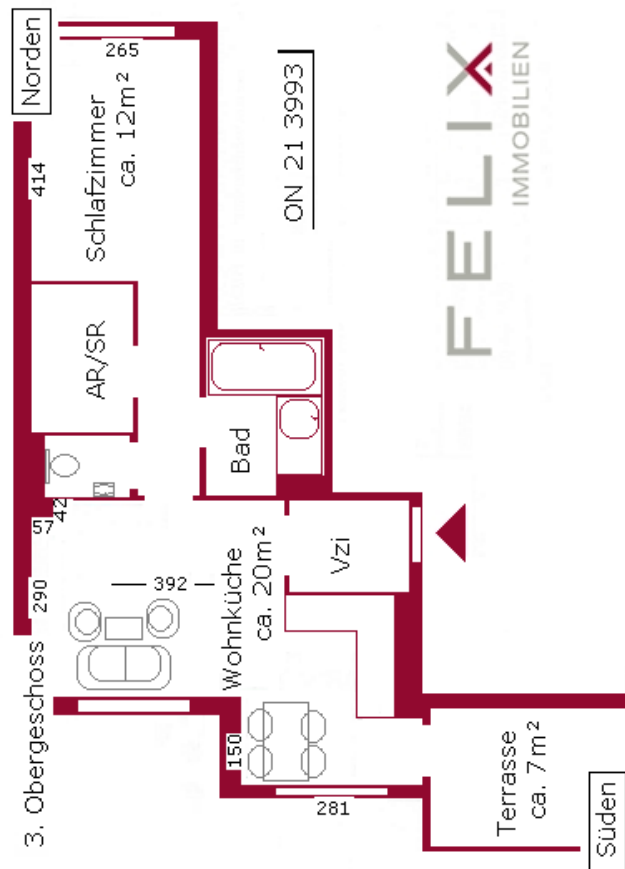 3. Obergeschoss
Norden
290
57
42
414
265
Schlafzimmer
ca. 12m²
AR/SR
392
Bad
Wohnküche
ca. 20m²
Vzi
150
281
Terrasse
ca. 7m²
Süden
ON 21 3993
FELIX
IMMOBILIEN